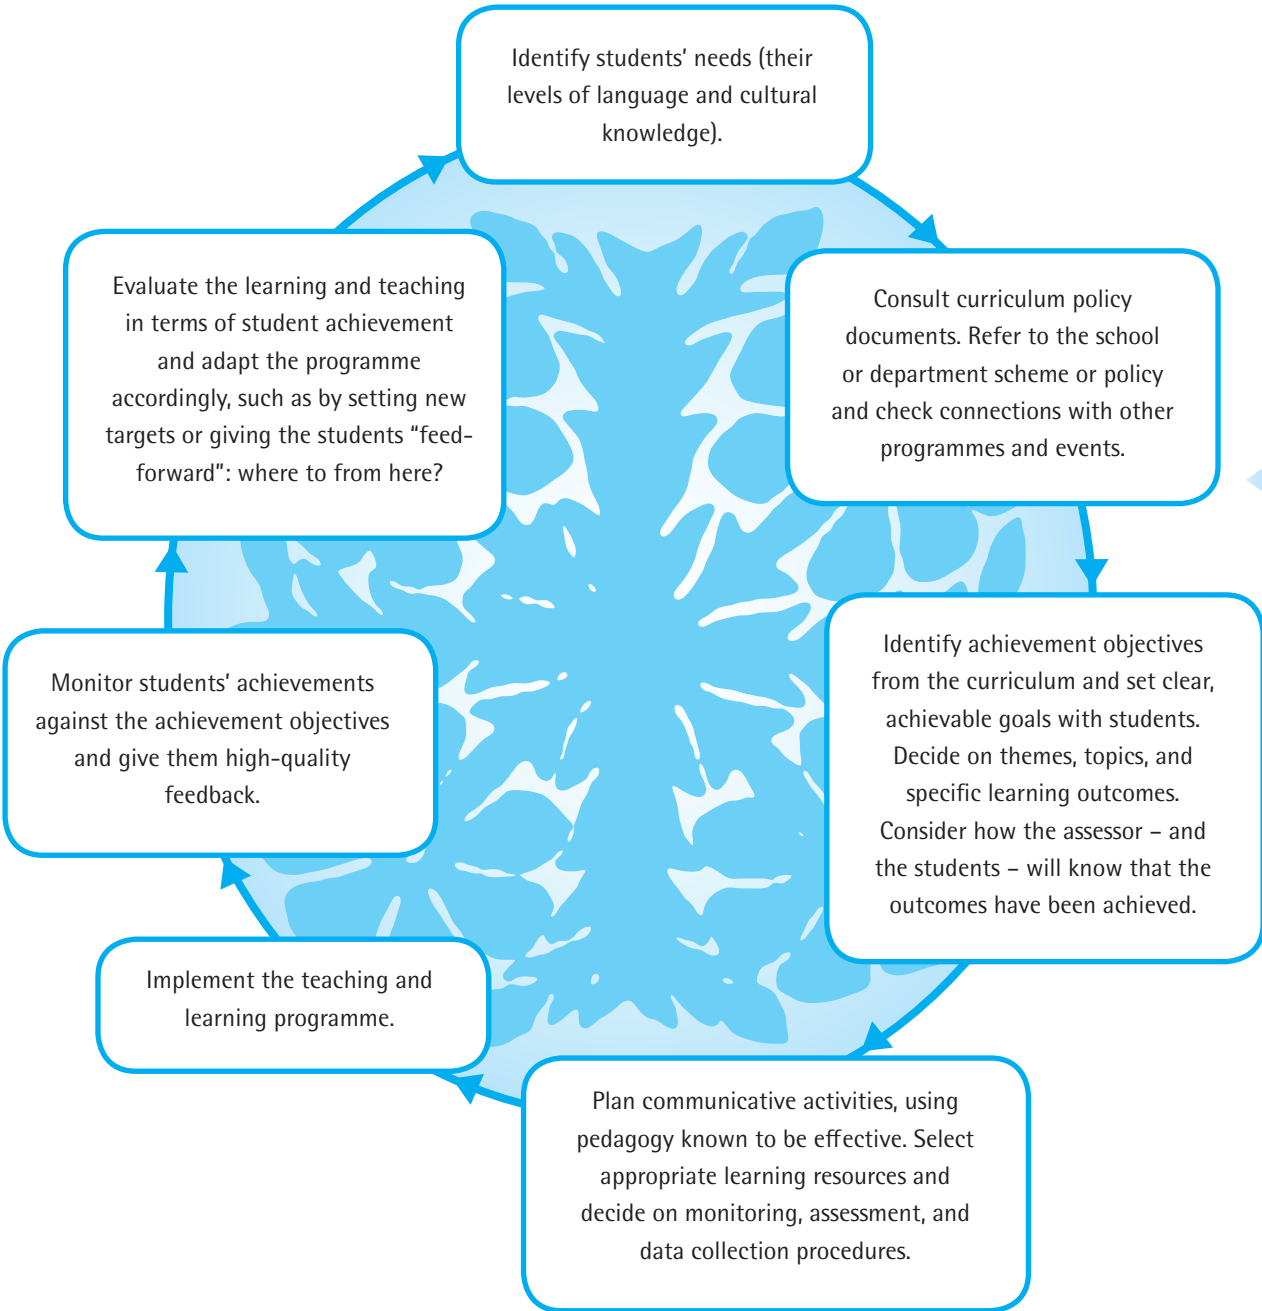 Identify students’ needs (their
levels of language and cultural
knowledge).
Consult curriculum policy
documents. Refer to the school
or department scheme or policy
and check connections with other
programmes and events.
Identify achievement objectives
from the curriculum and set clear,
achievable goals with students.
Decide on themes, topics, and
specific learning outcomes.
Consider how the assessor – and
the students – will know that the
outcomes have been achieved.
Plan communicative activities, using
pedagogy known to be effective. Select
appropriate learning resources and
decide on monitoring, assessment, and
data collection procedures.
Implement the teaching and
learning programme.
Monitor students’ achievements
against the achievement objectives
and give them high-quality
feedback.
Evaluate the learning and teaching
in terms of student achievement
and adapt the programme
accordingly, such as by setting new
targets or giving the students “feed-
forward”: where to from here?